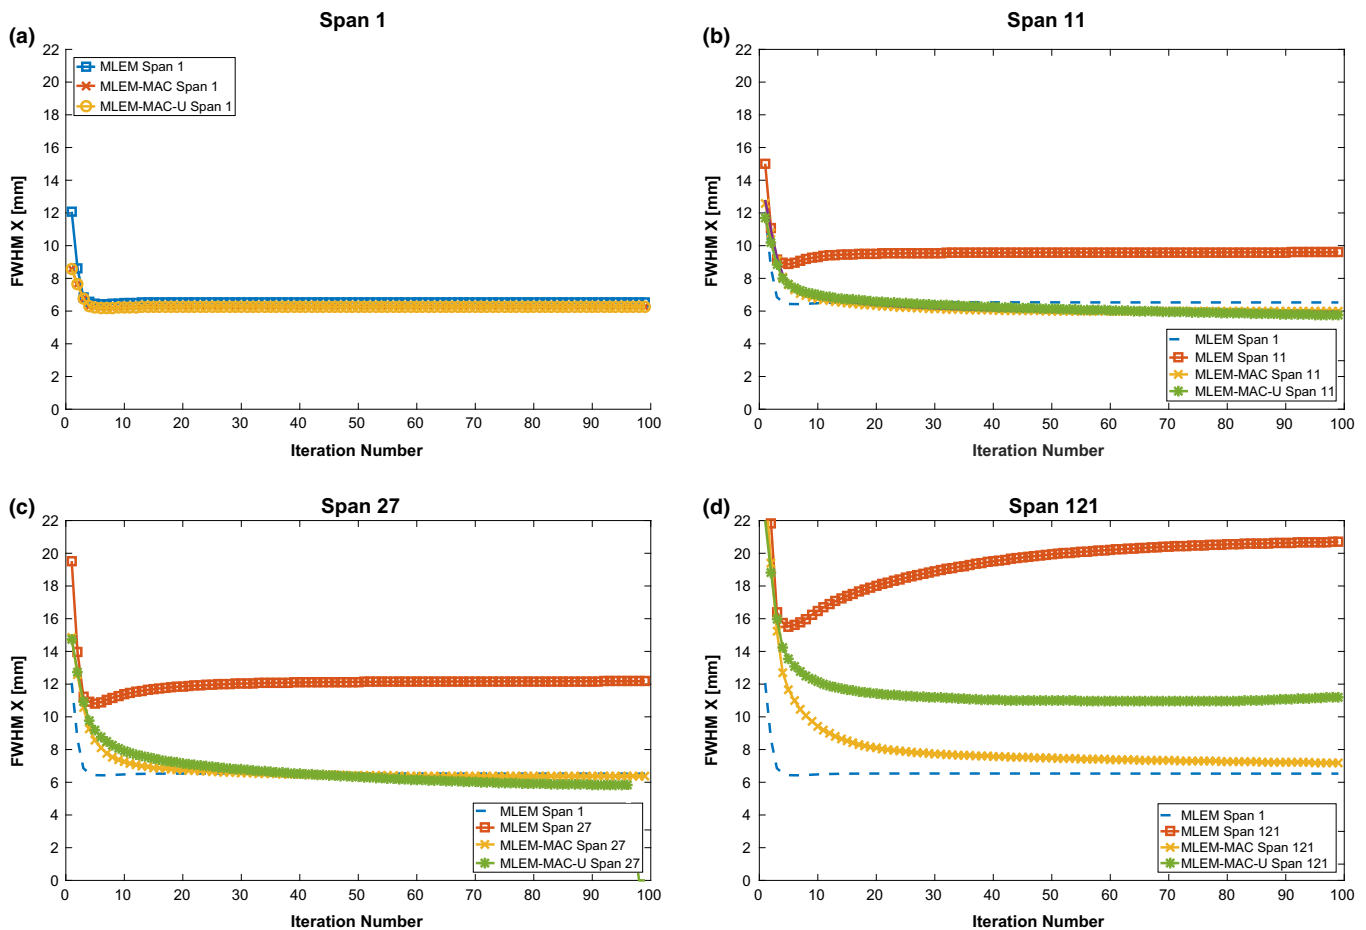 Span 1
(a)
22
20
18
16
14
12
10
8
6
4
2
0
FWHM X [mm]
MLEM Span 1
MLEM-MAC Span 1
MLEM-MAC-U Span 1
0 10 20 30 40 50 60 70 80 90 100
Iteration Number
Span 11
(b)
22
20
18
16
14
12
10
8
6
4
2
0
FWHM X [mm]
MLEM Span 1
MLEM Span 11
MLEM-MAC Span 11
MLEM-MAC-U Span 11
0 10 20 30 40 50 60 70 80 90 100
Iteration Number
Span 27
(c)
22
20
18
16
14
12
10
8
6
4
2
0
FWHM X [mm]
MLEM Span 1
MLEM Span 27
MLEM-MAC Span 27
MLEM-MAC-U Span 27
0 10 20 30 40 50 60 70 80 90 100
Iteration Number
Span 121
(d)
22
20
18
16
14
12
10
8
6
4
2
0
FWHM X [mm]
MLEM Span 1
MLEM Span 121
MLEM-MAC Span 121
MLEM-MAC-U Span 121
0 10 20 30 40 50 60 70 80 90 100
Iteration Number